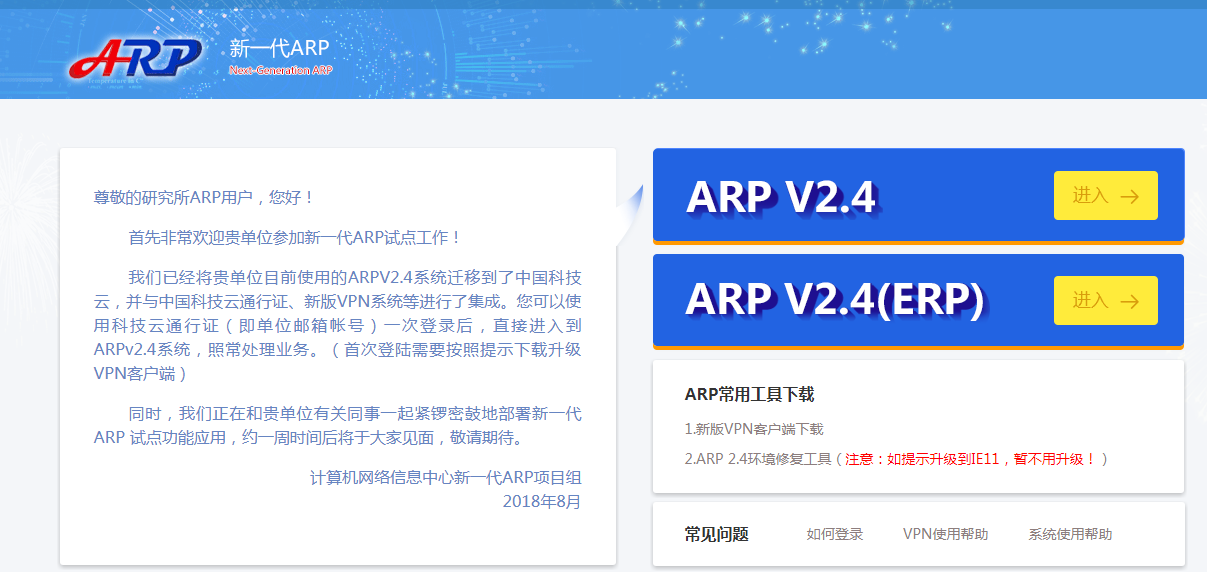 ARP
新一代ARP
Next-Generation ARP
尊敬的研究所ARP用户，您好！
首先非常欢迎贵单位参加新一代ARP试点工作！
我们已经将贵单位目前使用的ARPV2.4系统迁移到了中国科技
云，并与中国科技云通行证、新版VPN系统等进行了集成。您可以使
用科技云通行证（即单位邮箱帐号）一次登录后，直接进入到
ARPv2.4系统，照常处理业务。（首次登陆需要按照提示下载升级
VPN客户端）
同时，我们正在和贵单位有关同事一起紧锣密鼓地部署新一代
ARP 试点功能应用，约一周时间后将于大家见面，敬请期待。
计算机网络信息中心新一代ARP项目组
2018年8月
ARP V2.4
进入 →
ARP V2.4(ERP)
进入 →
ARP常用工具下载
1.新版VPN客户端下载
2.ARP 2.4环境修复工具（注意：如提示升级到IE11，暂不用升级！）
常见问题 如何登录 VPN使用帮助 系统使用帮助